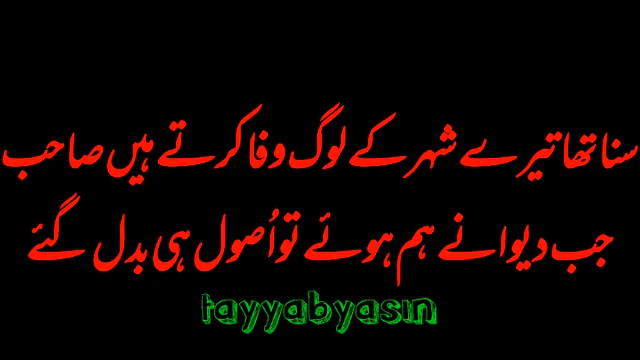 سنا تھا تیرے شہر کے لوگ وفا کرتے ہیں صاحب
جب دیوانے ہم ہوئے تو اُصول ہی بدل گئے
tayyabyasin